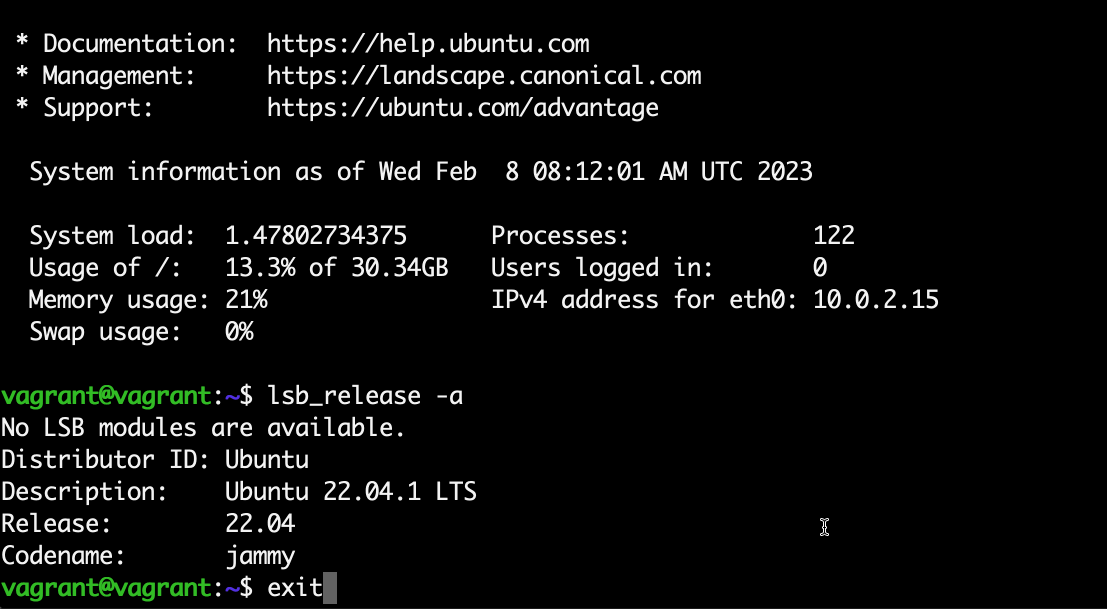 * Documentation:  https://help.ubuntu.com
 * Management:     https://landscape.canonical.com
 * Support:        https://ubuntu.com/advantage

  System information as of Wed Feb  8 08:12:01 AM UTC 2023

  System load:  1.47802734375      Processes:             122
  Usage of /:   13.3% of 30.34GB   Users logged in:       0
  Memory usage: 21%                IPv4 address for eth0: 10.0.2.15
  Swap usage:   0%

vagrant@vagrant:~$ lsb_release -a
No LSB modules are available.
Distributor ID: Ubuntu
Description:    Ubuntu 22.04.1 LTS
Release:        22.04
Codename:       jammy
vagrant@vagrant:~$ exit